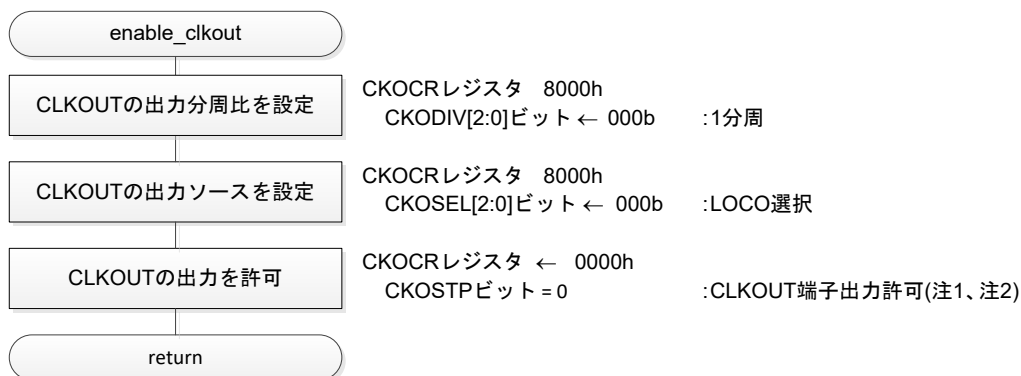 enable_clkout
CLKOUTの出力分周比を設定
CKOCRレジスタ 8000h
CKODIV[2:0]ビット ← 000b :1分周
CLKOUTの出力ソースを設定
CKOCRレジスタ 8000h
CKOSEL[2:0]ビット ← 000b :LOCO選択
CLKOUTの出力を許可
CKOCRレジスタ ← 0000h
CKOSTPビット = 0 :CLKOUT端子出力許可(注1、注2)
return